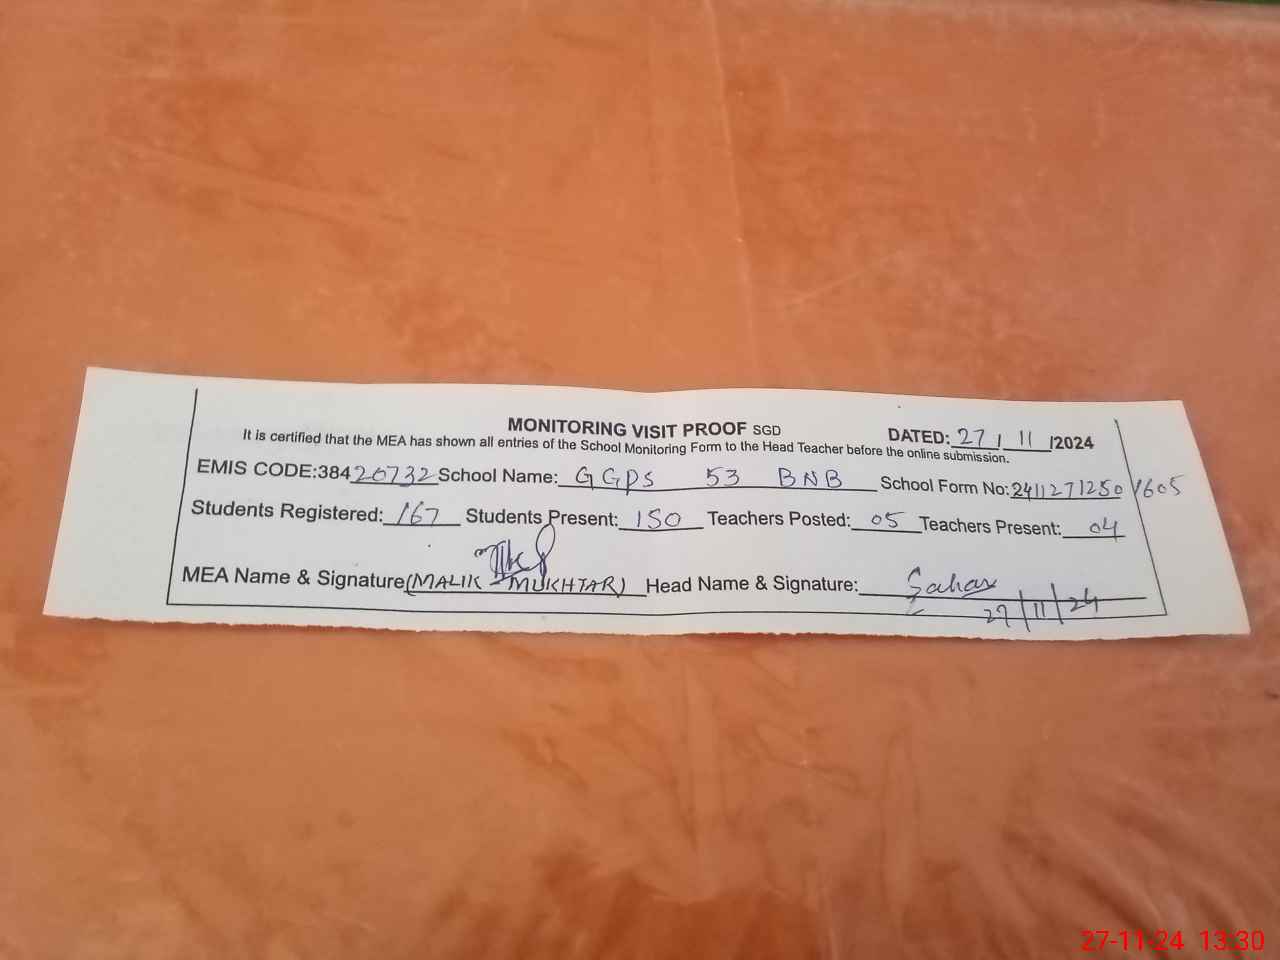 MONITORING VISIT PROOF SGD DATED: 27 / 11 /2024
It is certified that the MEA has shown all entries of the School Monitoring Form to the Head Teacher before the online submission.
EMIS CODE:38420732 School Name: GGPS 53 BNB School Form No: 2411271250 1605
Students Registered: 167 Students Present: 150 Teachers Posted: 05 Teachers Present: 04
MEA Name & Signature (MALIK MUKHTAR) Head Name & Signature: Sahar
27/11/24
27-11-24 13:30